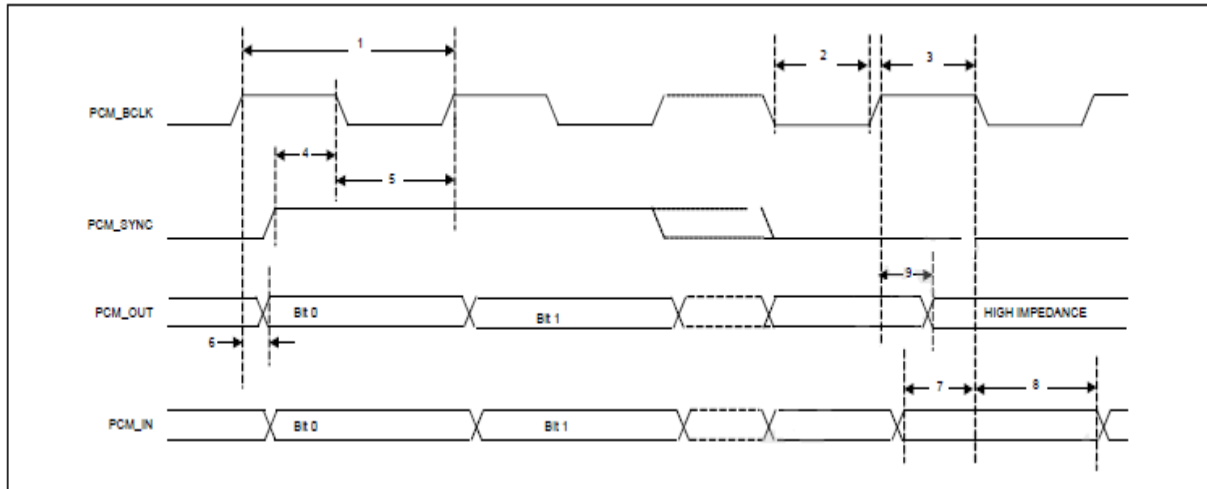 1
2
3
PCM_BCLK
4
5
PCM_SYNC
9
PCM_OUT
Bit 0
Bit 1
HIGH IMPEDANCE
6
7
8
PCM_IN
Bit 0
Bit 1